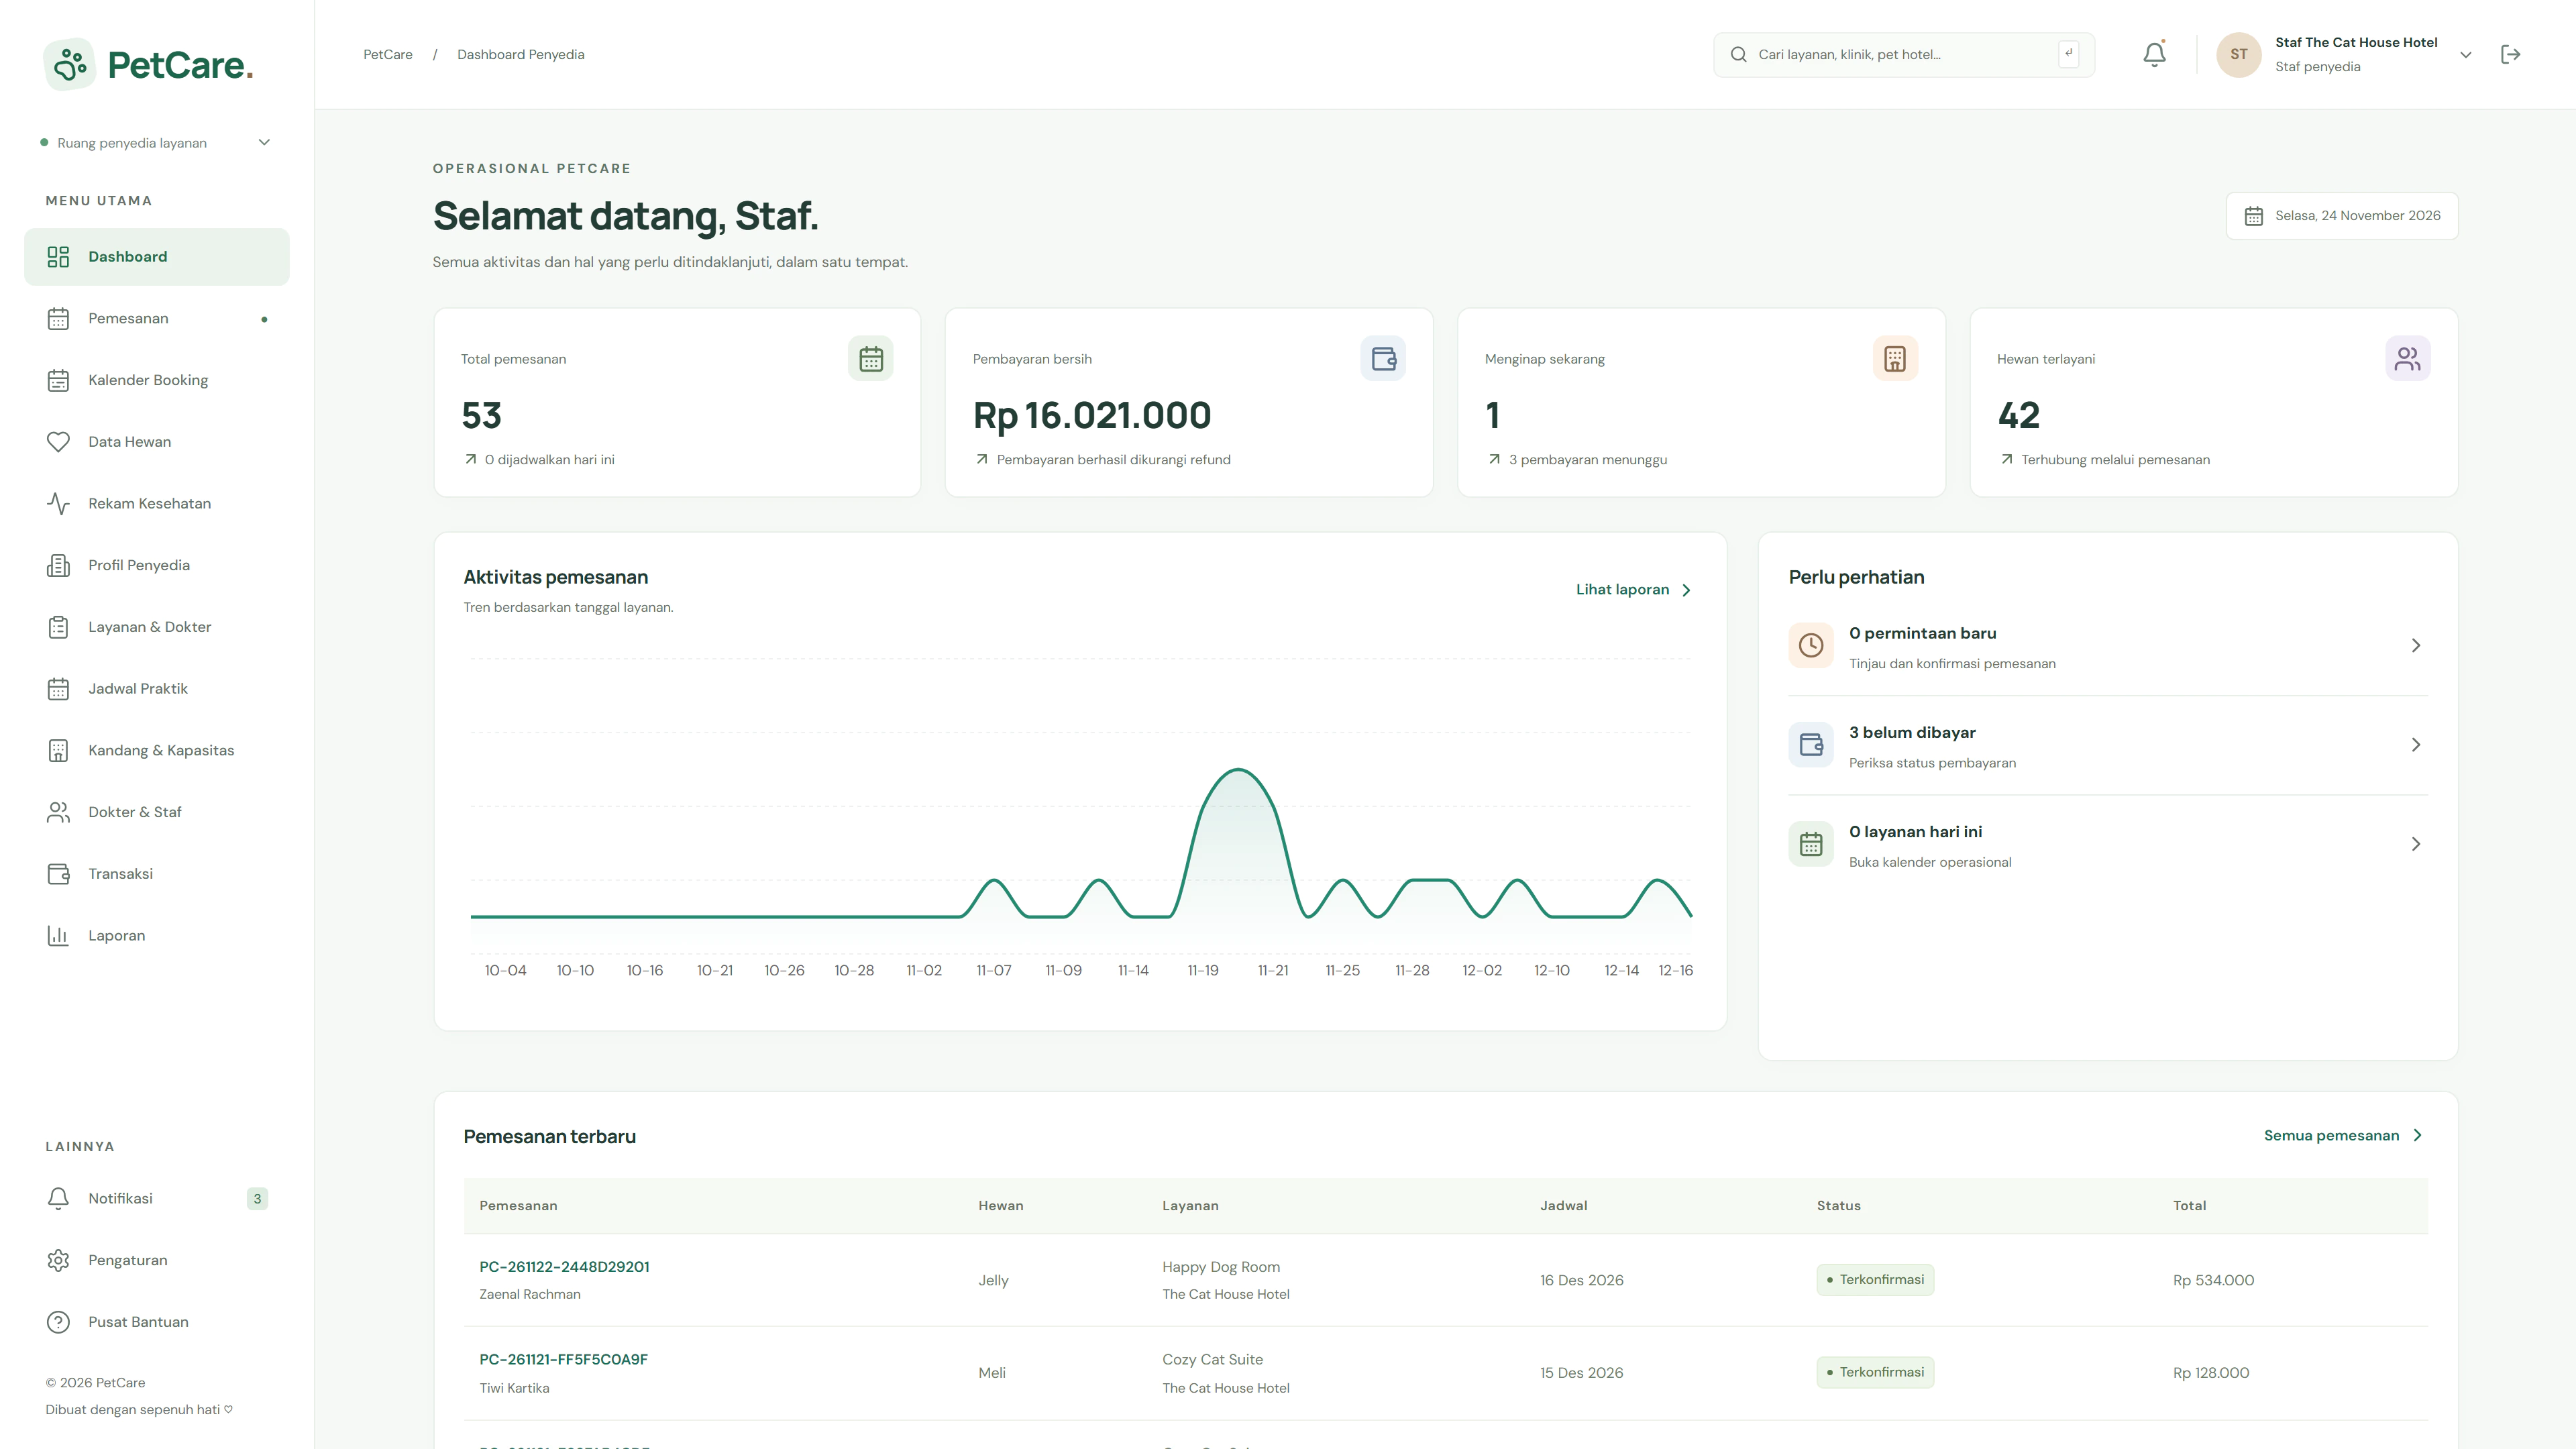 PetCare.
Ruang penyedia layanan
MENU UTAMA
Dashboard
Pemesanan
Kalender Booking
Data Hewan
Rekam Kesehatan
Profil Penyedia
Layanan & Dokter
Jadwal Praktik
Kandang & Kapasitas
Dokter & Staf
Transaksi
Laporan
LAINNYA
Notifikasi 3
Pengaturan
Pusat Bantuan
© 2026 PetCare
Dibuat dengan sepenuh hati ♡
PetCare / Dashboard Penyedia
Cari layanan, klinik, pet hotel... ↵
ST
Staf The Cat House Hotel
Staf penyedia
OPERASIONAL PETCARE
Selamat datang, Staf.
Semua aktivitas dan hal yang perlu ditindaklanjuti, dalam satu tempat.
Selasa, 24 November 2026
Total pemesanan
53
0 dijadwalkan hari ini
Pembayaran bersih
Rp 16.021.000
Pembayaran berhasil dikurangi refund
Menginap sekarang
1
3 pembayaran menunggu
Hewan terlayani
42
Terhubung melalui pemesanan
Aktivitas pemesanan
Tren berdasarkan tanggal layanan.
Lihat laporan
10-04 10-10 10-16 10-21 10-26 10-28 11-02 11-07 11-09 11-14 11-19 11-21 11-25 11-28 12-02 12-10 12-14 12-16
Perlu perhatian
0 permintaan baru
Tinjau dan konfirmasi pemesanan
3 belum dibayar
Periksa status pembayaran
0 layanan hari ini
Buka kalender operasional
Pemesanan terbaru
Semua pemesanan
Pemesanan Hewan Layanan Jadwal Status Total
PC-261122-2448D29201
Zaenal Rachman
Jelly
Happy Dog Room
The Cat House Hotel
16 Des 2026
Terkonfirmasi
Rp 534.000
PC-261121-FF5F5C0A9F
Tiwi Kartika
Meli
Cozy Cat Suite
The Cat House Hotel
15 Des 2026
Terkonfirmasi
Rp 128.000